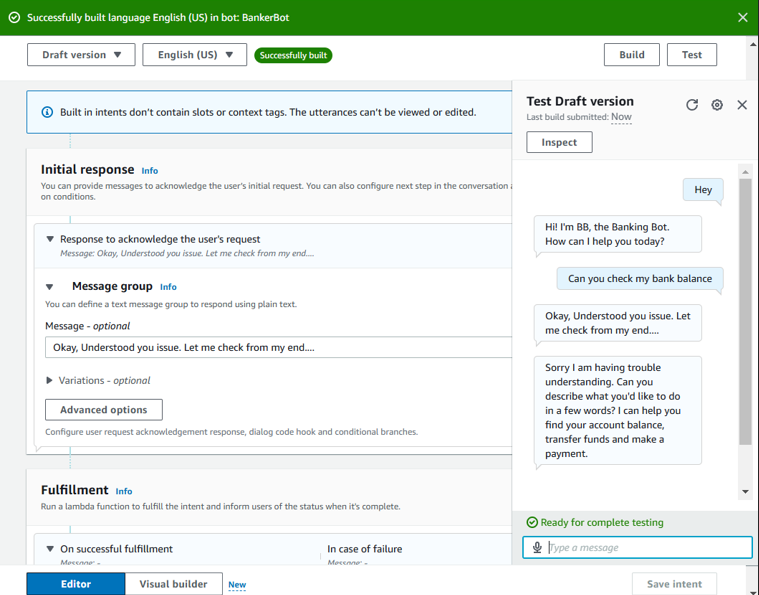 Successfully built language English (US) in bot: BankerBot
Draft version
English (US)
Successfully built
Build
Test
Built in intents don't contain slots or context tags. The utterances can't be viewed or edited.
Initial response Info
You can provide messages to acknowledge the user's initial request. You can also configure next step in the conversation
on conditions.
Response to acknowledge the user's request
Message: Okay, Understood you issue. Let me check from my end....
Message group Info
You can define a text message group to respond using plain text.
Message - optional
Okay, Understood you issue. Let me check from my end....
Variations - optional
Advanced options
Configure user request acknowledgement response, dialog code hook and conditional branches.
Fulfillment Info
Run a lambda function to fulfill the intent and inform users of the status when it's complete.
On successful fulfillment
Message: -
In case of failure
Message: -
Editor
Visual builder
New
Save intent
Test Draft version
Last build submitted: Now
Inspect
Hey
Hi! I'm BB, the Banking Bot.
How can I help you today?
Can you check my bank balance
Okay, Understood you issue. Let
me check from my end....
Sorry I am having trouble
understanding. Can you
describe what you'd like to do
in a few words? I can help you
find your account balance,
transfer funds and make a
payment.
Ready for complete testing
Type a message